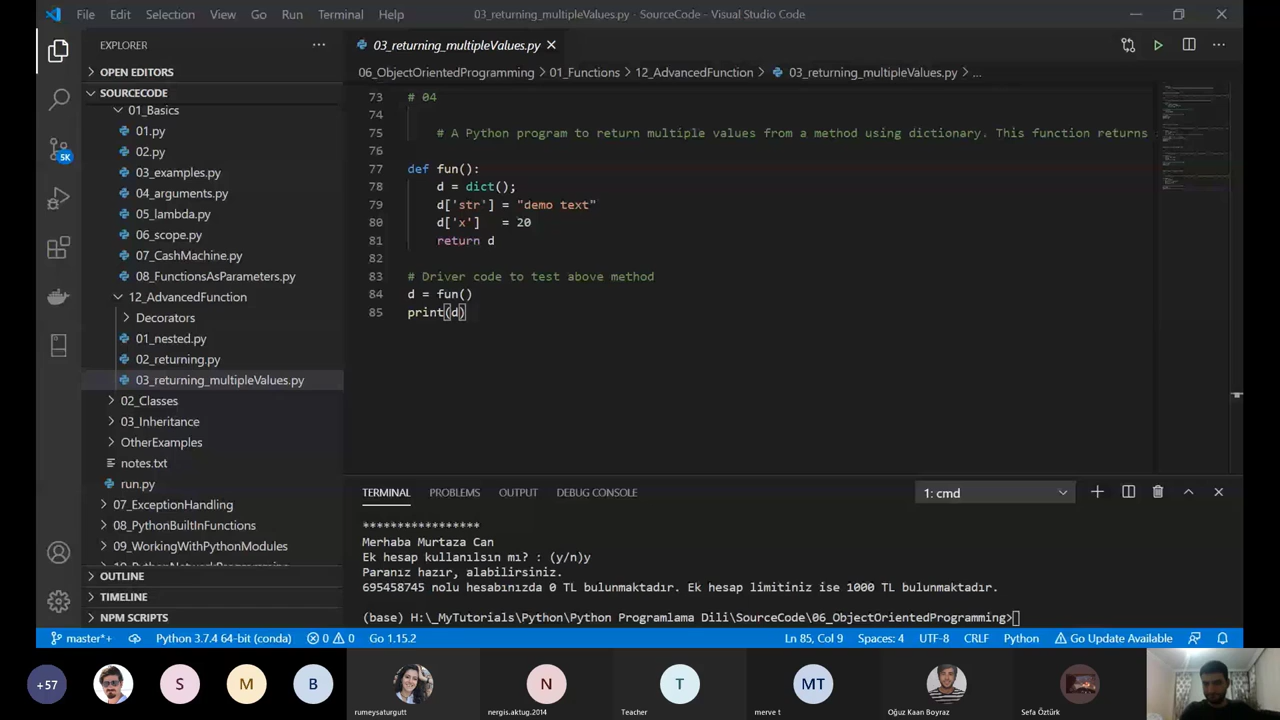 File Edit Selection View Go Run Terminal Help 03_returning_multipleValues.py - SourceCode - Visual Studio Code
EXPLORER
OPEN EDITORS
SOURCECODE
01_Basics
01.py
02.py
03_examples.py
04_arguments.py
05_lambda.py
06_scope.py
07_CashMachine.py
08_FunctionsAsParameters.py
12_AdvancedFunction
Decorators
01_nested.py
02_returning.py
03_returning_multipleValues.py
02_Classes
03_Inheritance
OtherExamples
notes.txt
run.py
07_ExceptionHandling
08_PythonBuiltInFunctions
09_WorkingWithPythonModules
OUTLINE
TIMELINE
NPM SCRIPTS
5K
03_returning_multipleValues.py
06_ObjectOrientedProgramming > 01_Functions > 12_AdvancedFunction > 03_returning_multipleValues.py > ...
73 # 04
74
75 # A Python program to return multiple values from a method using dictionary. This function returns
76
77 def fun():
78 d = dict();
79 d['str'] = "demo text"
80 d['x'] = 20
81 return d
82
83 # Driver code to test above method
84 d = fun()
85 print(d)
TERMINAL PROBLEMS OUTPUT DEBUG CONSOLE 1: cmd
*****************
Merhaba Murtaza Can
Ek hesap kullanılsın mı? : (y/n)y
Paranız hazır, alabilirsiniz.
695458745 nolu hesabınızda 0 TL bulunmaktadır. Ek hesap limitiniz ise 1000 TL bulunmaktadır.
(base) H:\_MyTutorials\Python\Python Programlama Dili\SourceCode\06_ObjectOrientedProgramming>
master*+ Python 3.7.4 64-bit (conda) 0 0 Go 1.15.2 Ln 85, Col 9 Spaces: 4 UTF-8 CRLF Python Go Update Available
+57 S M B N T MT
rumeysaturgutt nergis.aktug.2014 Teacher merve t Oğuz Kaan Boyraz Sefa Öztürk